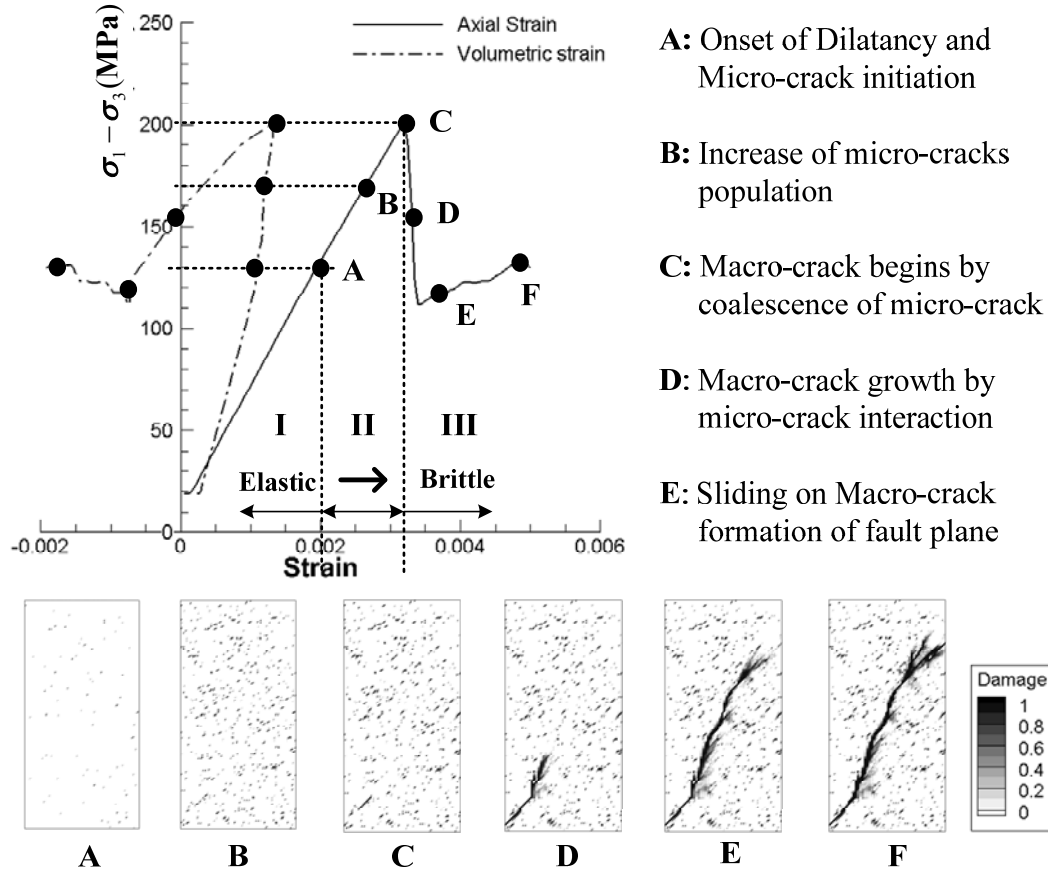 250
200
150
100
50
0
σ₁ − σ₃ (MPa)
Axial Strain
Volumetric strain
C
B
D
A
E
F
I II III
Elastic Brittle
-0.002 0 0.002 0.004 0.006
Strain
A: Onset of Dilatancy and
Micro-crack initiation
B: Increase of micro-cracks
population
C: Macro-crack begins by
coalescence of micro-crack
D: Macro-crack growth by
micro-crack interaction
E: Sliding on Macro-crack
formation of fault plane
A B C D E F
Damage
1
0.8
0.6
0.4
0.2
0